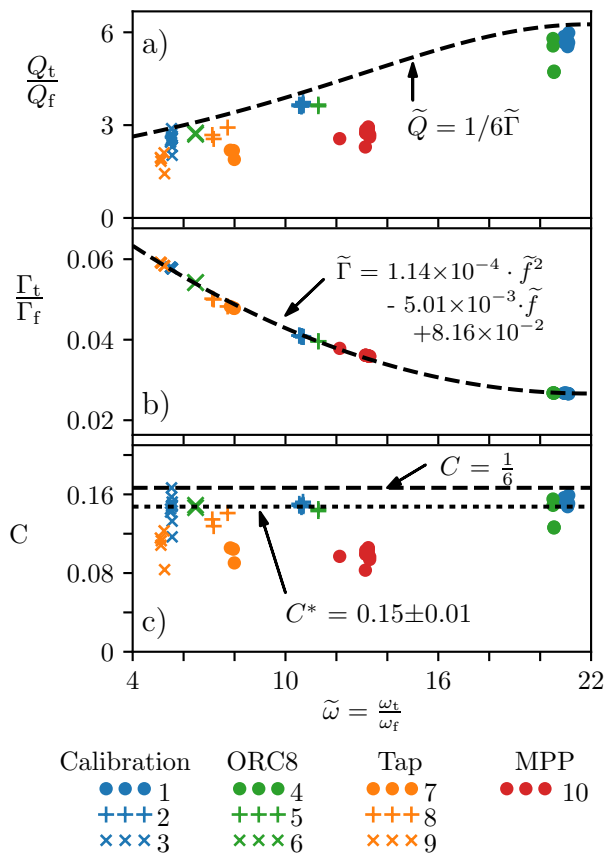 a)
Q_t/Q_f
6
3
0
Q̃ = 1/6Γ̃
b)
Γ_t/Γ_f
0.06
0.04
0.02
Γ̃ = 1.14×10⁻⁴ · f̃²
- 5.01×10⁻³·f̃
+8.16×10⁻²
c)
C
0.16
0.08
0
C = 1/6
C* = 0.15±0.01
4 10 16 22
ω̃ = ω_t/ω_f
Calibration ORC8 Tap MPP
1 4 7 10
2 5 8
3 6 9